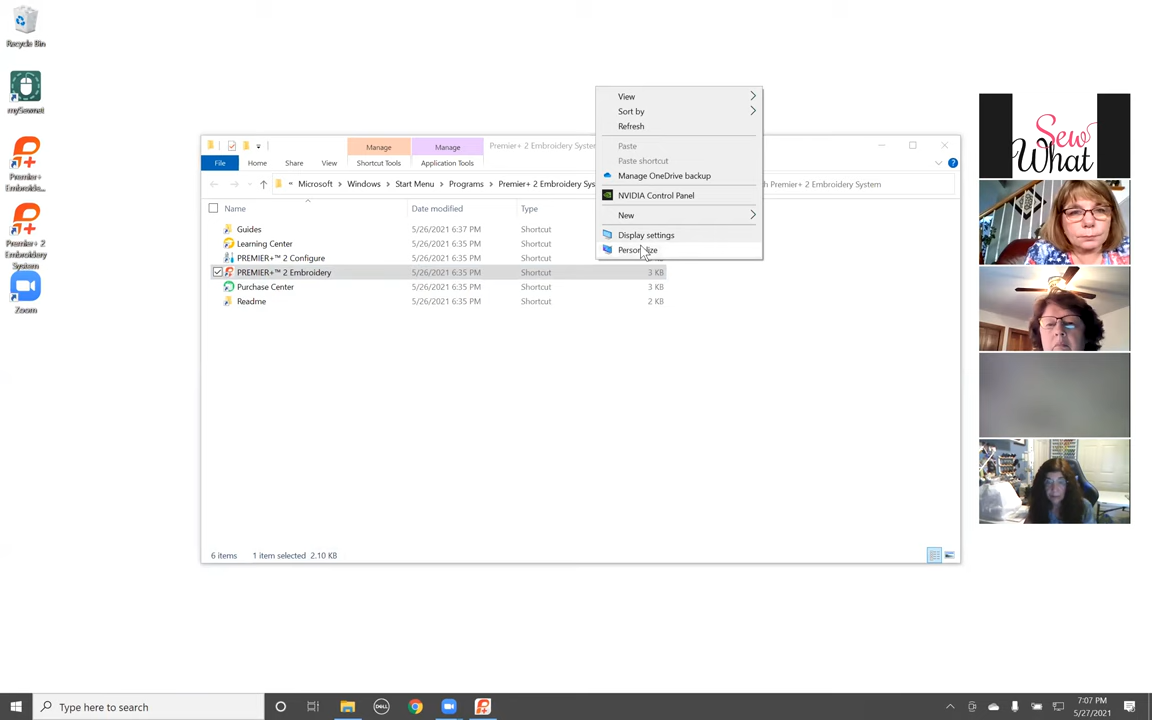 Recycle Bin
mySewnet
Premier+
Embroide...
Premier+ 2
Embroidery
System
Zoom
Manage
Manage
Premier+ 2 Embroidery System
File
Home
Share
View
Shortcut Tools
Application Tools
« Microsoft > Windows > Start Menu > Programs > Premier+ 2 Embroidery Sys
h Premier+ 2 Embroidery System
Name
Date modified
Type
Guides
5/26/2021 6:37 PM
Shortcut
Learning Center
5/26/2021 6:35 PM
Shortcut
PREMIER+™ 2 Configure
5/26/2021 6:35 PM
Shortcut
PREMIER+™ 2 Embroidery
5/26/2021 6:35 PM
Shortcut
3 KB
Purchase Center
5/26/2021 6:35 PM
Shortcut
3 KB
Readme
5/26/2021 6:35 PM
Shortcut
2 KB
View
Sort by
Refresh
Paste
Paste shortcut
Manage OneDrive backup
NVIDIA Control Panel
New
Display settings
Personalize
6 items
1 item selected 2.10 KB
Sew
What
Type here to search
DELL
7:07 PM
5/27/2021